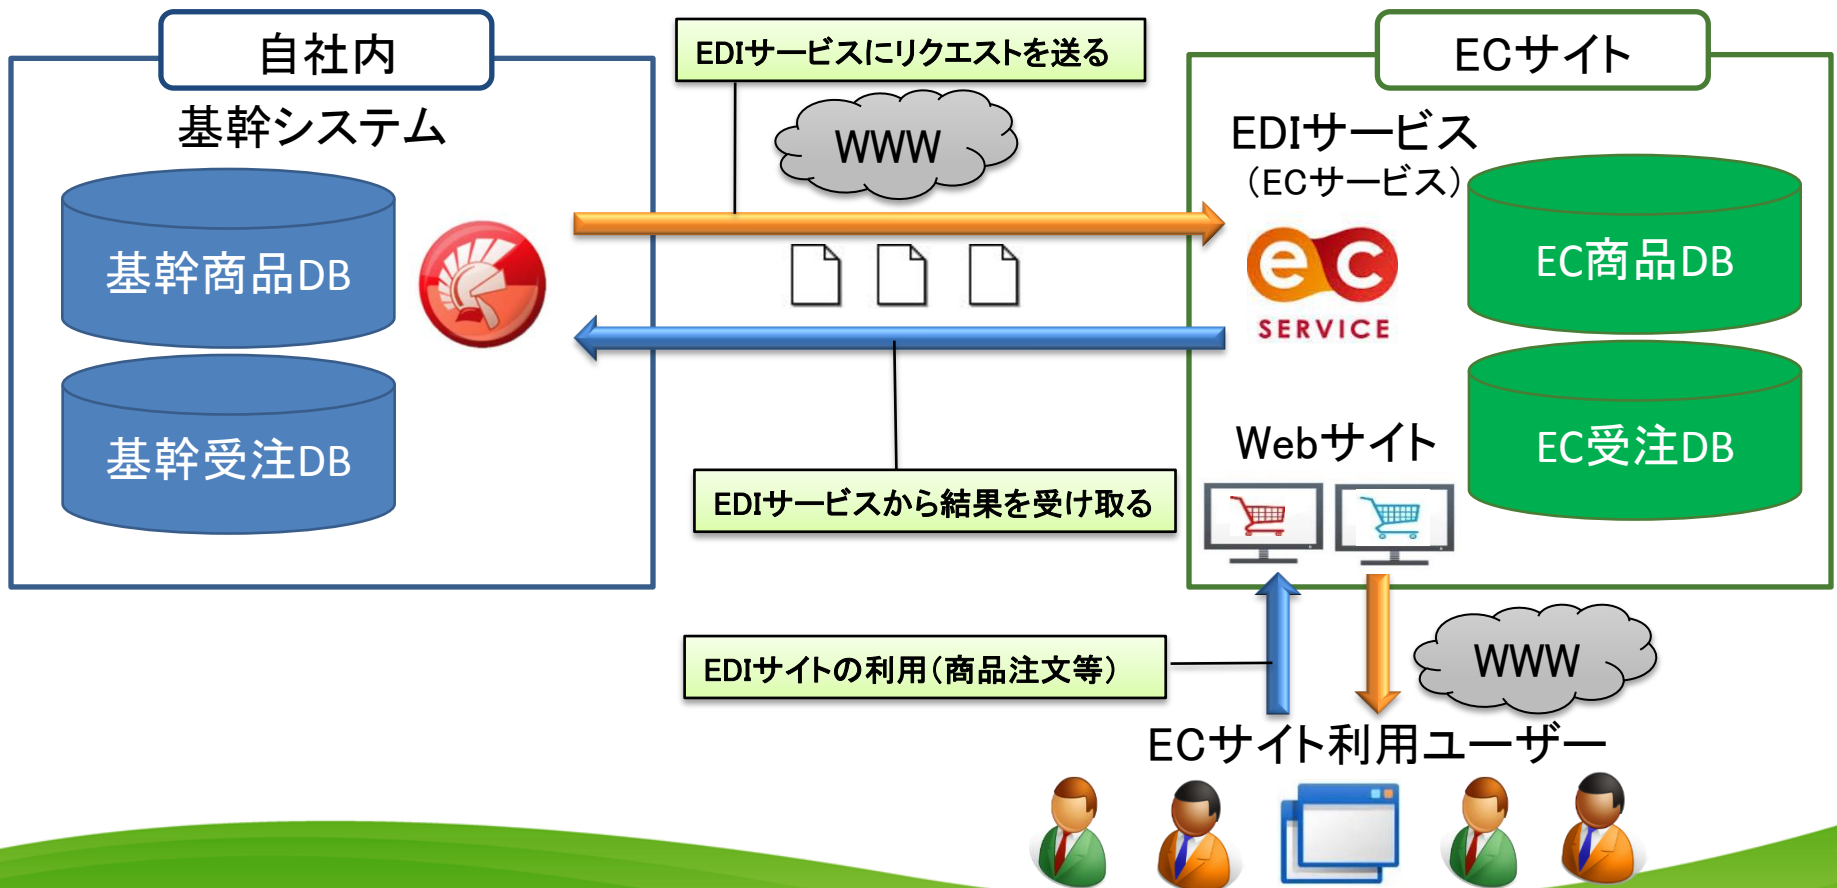 自社内
基幹システム
基幹商品DB
基幹受注DB
EDIサービスにリクエストを送る
WWW
EDIサービスから結果を受け取る
ECサイト
EDIサービス
（ECサービス）
ec
SERVICE
EC商品DB
EC受注DB
Webサイト
EDIサイトの利用（商品注文等）
WWW
ECサイト利用ユーザー